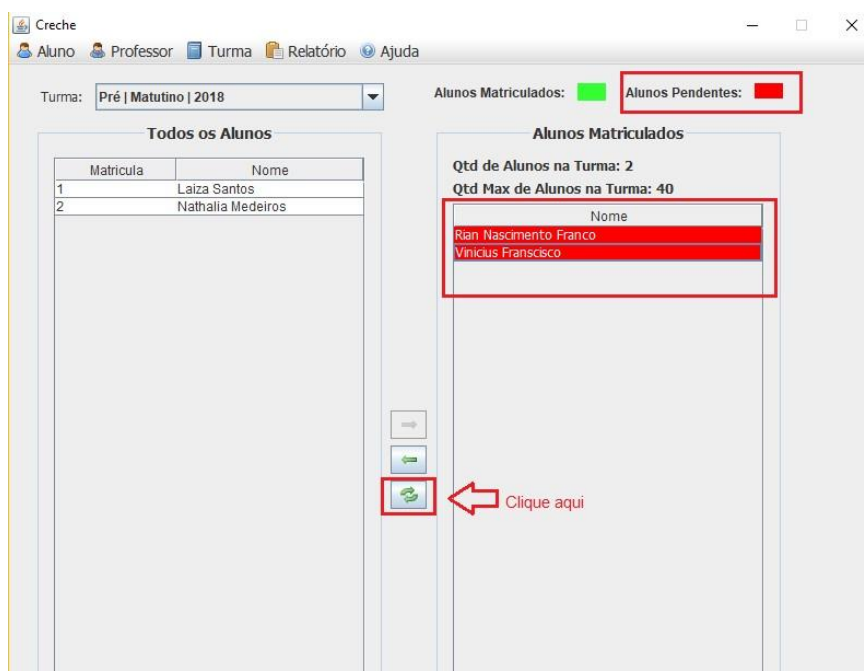 Creche
Aluno Professor Turma Relatório Ajuda
Turma: Pré | Matutino | 2018
Alunos Matriculados: Alunos Pendentes:
Todos os Alunos
Matricula Nome
1 Laiza Santos
2 Nathalia Medeiros
Alunos Matriculados
Qtd de Alunos na Turma: 2
Qtd Max de Alunos na Turma: 40
Nome
Rian Nascimento Franco
Vinicius Franscisco
Clique aqui